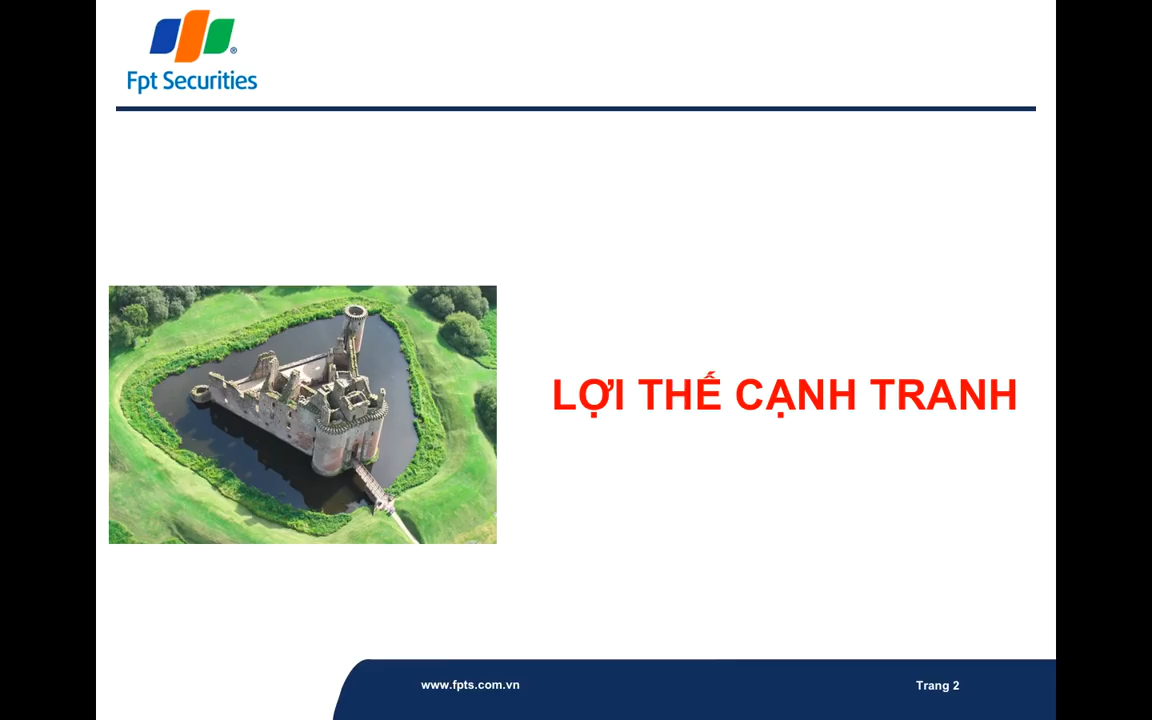 Fpt Securities
LỢI THẾ CẠNH TRANH
www.fpts.com.vn
Trang 2